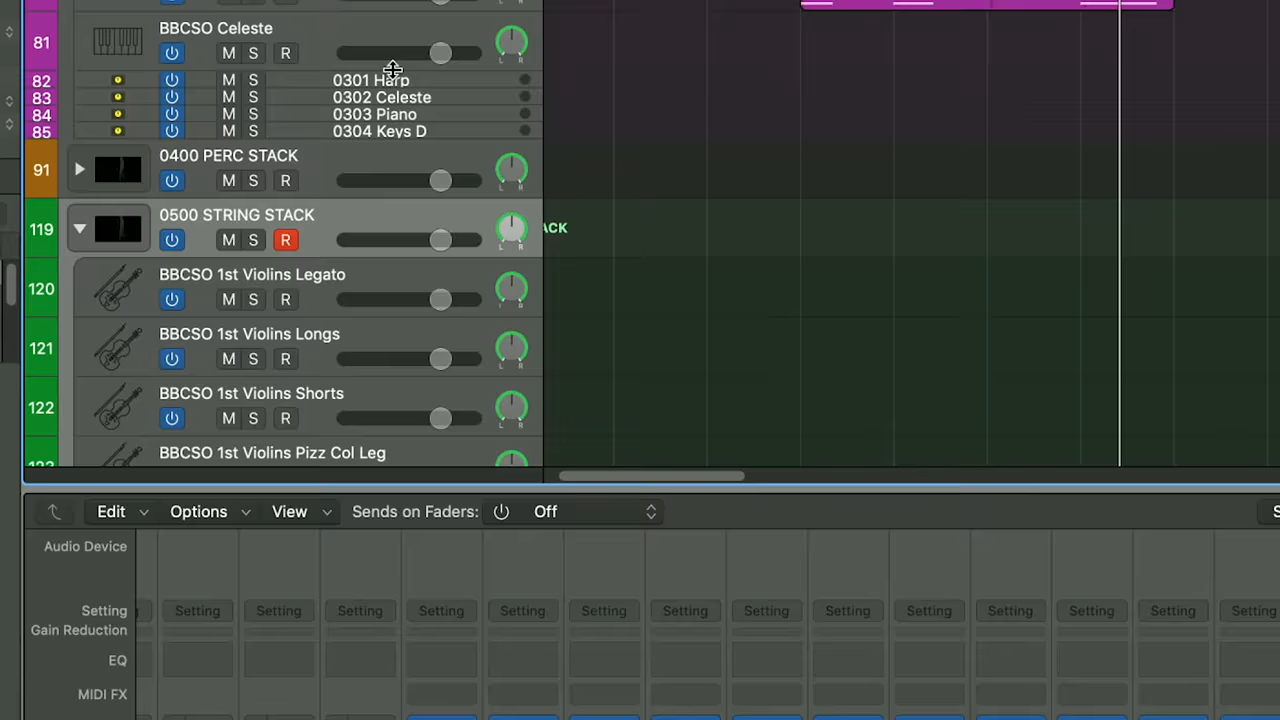 81 BBCSO Celeste
M S R
L R
82 M S 0301 Harp
83 M S 0302 Celeste
84 M S 0303 Piano
85 M S 0304 Keys D
91 0400 PERC STACK
M S R
L R
119 0500 STRING STACK
M S R
L R
ACK
120 BBCSO 1st Violins Legato
M S R
L R
121 BBCSO 1st Violins Longs
M S R
L R
122 BBCSO 1st Violins Shorts
M S R
L R
123 BBCSO 1st Violins Pizz Col Leg
Edit Options View Sends on Faders: Off S
Audio Device
Setting Setting Setting Setting Setting Setting Setting Setting Setting Setting Setting Setting Setting Setting Setting
Gain Reduction
EQ
MIDI FX